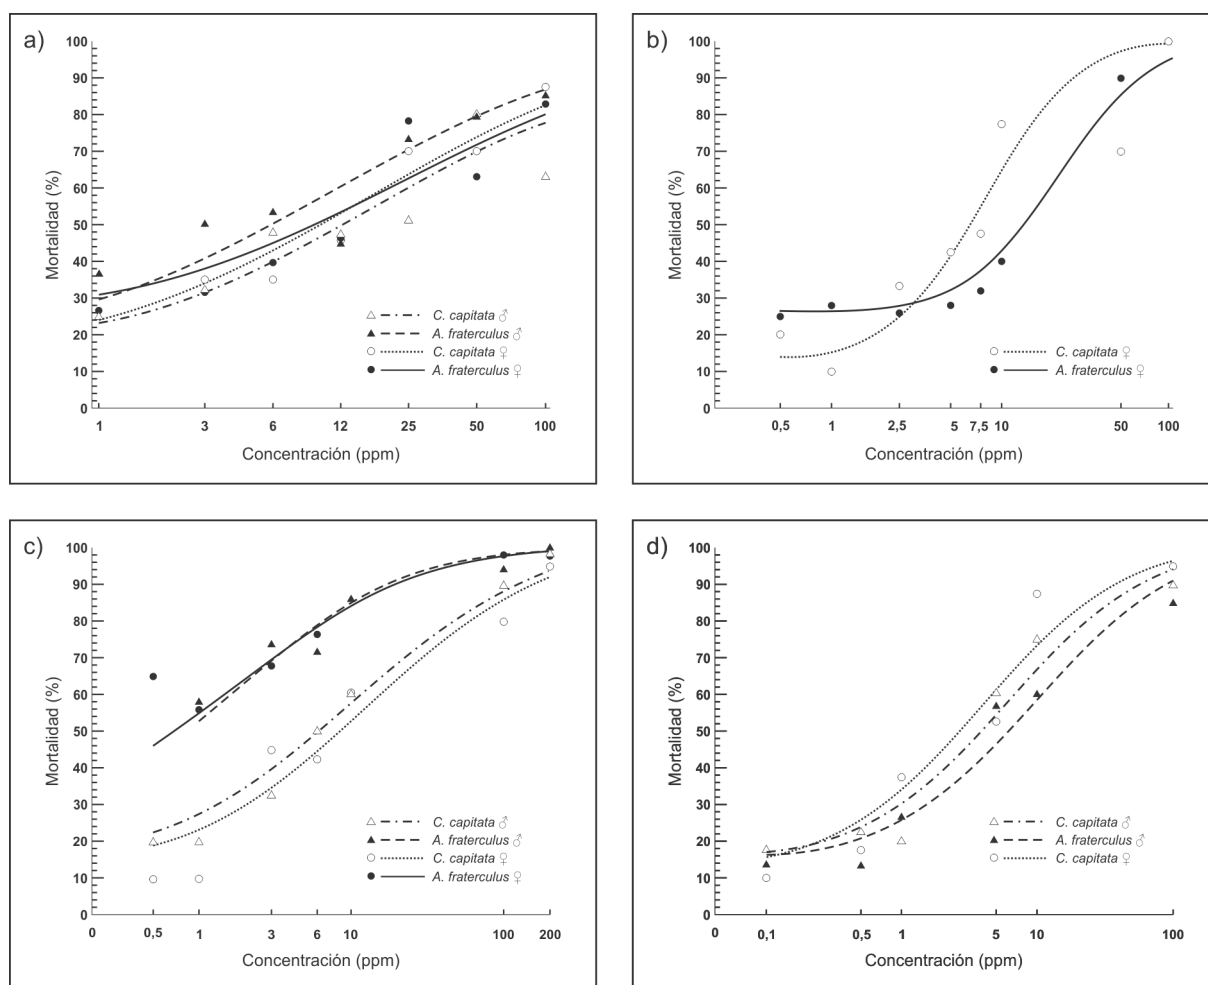 a)
Mortalidad (%)
100
90
80
70
60
50
40
30
20
10
0
1 3 6 12 25 50 100
Concentración (ppm)
C. capitata ♂
A. fraterculus ♂
C. capitata ♀
A. fraterculus ♀
b)
Mortalidad (%)
100
90
80
70
60
50
40
30
20
10
0
0,5 1 2,5 5 7,5 10 50 100
Concentración (ppm)
C. capitata ♀
A. fraterculus ♀
c)
Mortalidad (%)
100
90
80
70
60
50
40
30
20
10
0
0 0,5 1 3 6 10 100 200
Concentración (ppm)
C. capitata ♂
A. fraterculus ♂
C. capitata ♀
A. fraterculus ♀
d)
Mortalidad (%)
100
90
80
70
60
50
40
30
20
10
0
0 0,1 0,5 1 5 10 100
Concentración (ppm)
C. capitata ♂
A. fraterculus ♂
C. capitata ♀